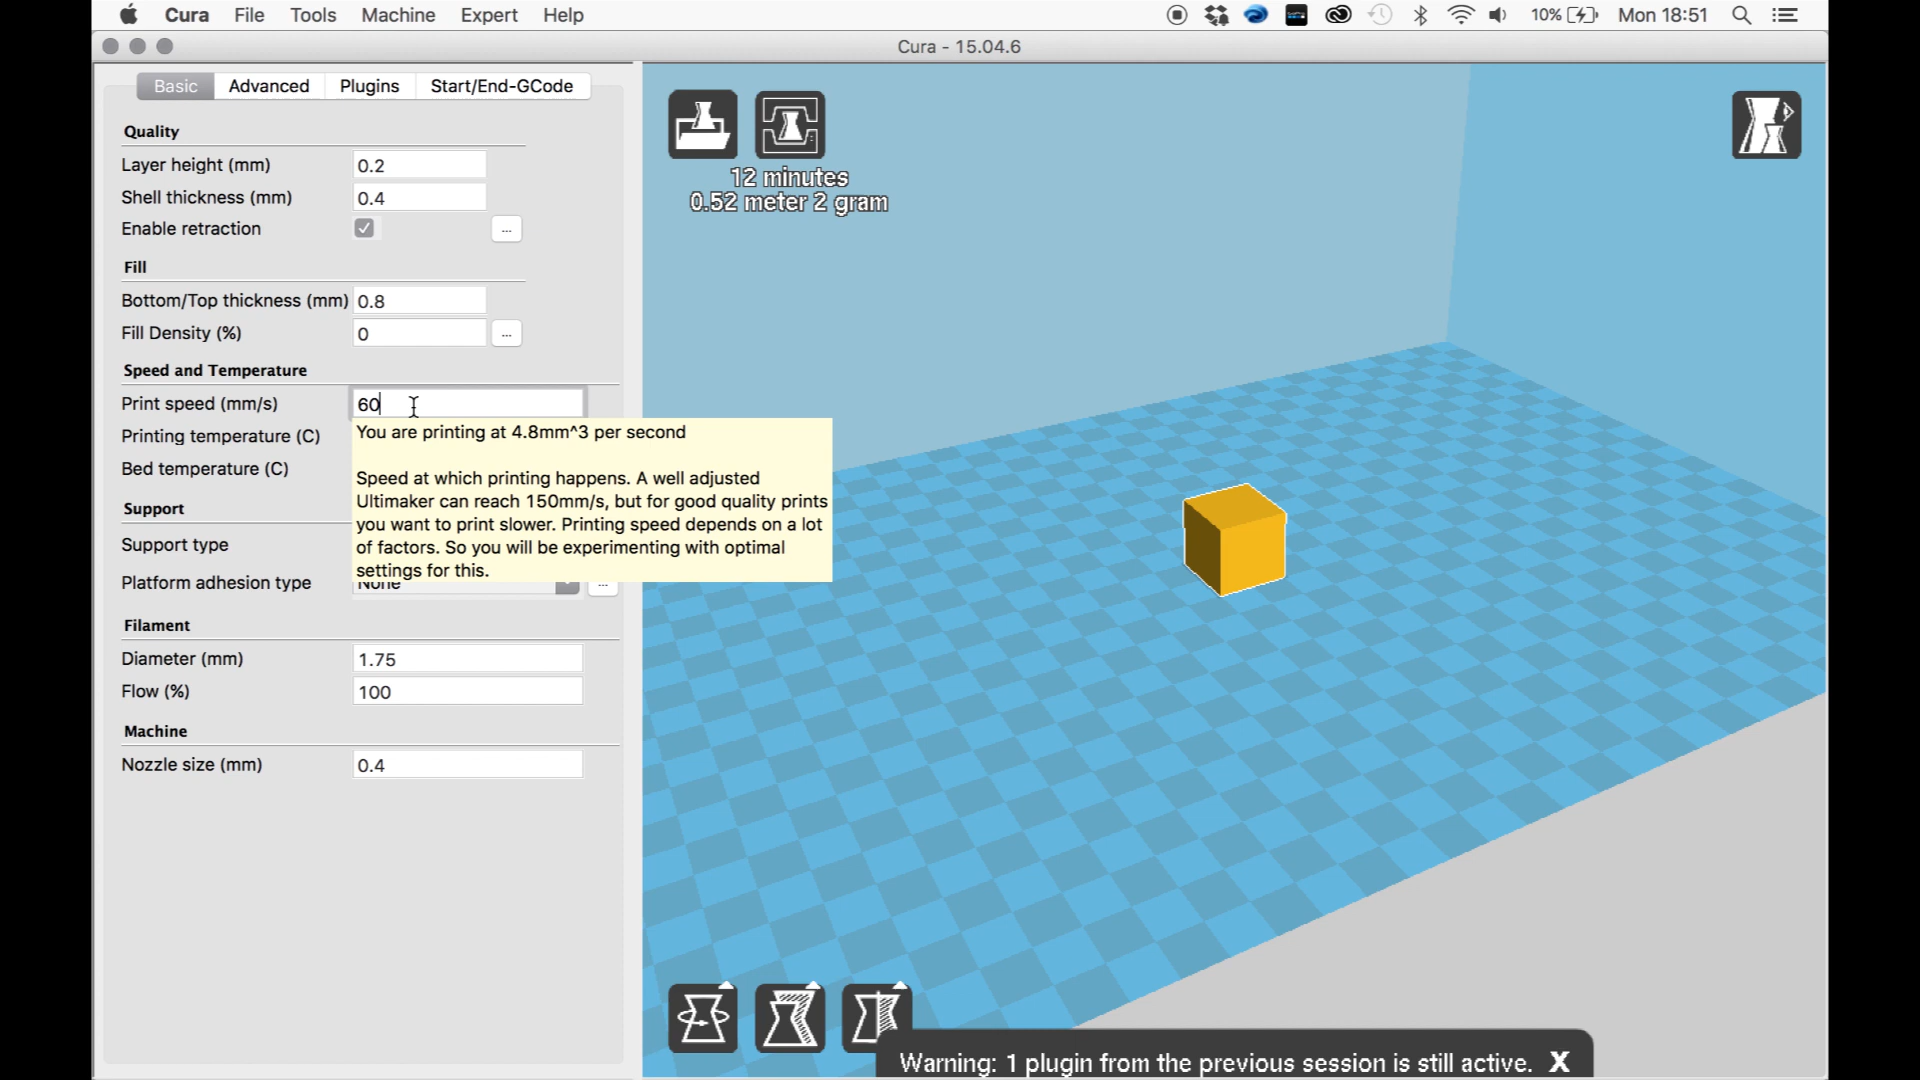 Cura File Tools Machine Expert Help 10% Mon 18:51
Cura - 15.04.6
Basic Advanced Plugins Start/End-GCode
Quality
Layer height (mm) 0.2
Shell thickness (mm) 0.4
Enable retraction ...
Fill
Bottom/Top thickness (mm) 0.8
Fill Density (%) 0 ...
Speed and Temperature
Print speed (mm/s) 60
Printing temperature (C)
Bed temperature (C)
You are printing at 4.8mm^3 per second
Speed at which printing happens. A well adjusted
Ultimaker can reach 150mm/s, but for good quality prints
you want to print slower. Printing speed depends on a lot
of factors. So you will be experimenting with optimal
settings for this.
Support
Support type
Platform adhesion type None ...
Filament
Diameter (mm) 1.75
Flow (%) 100
Machine
Nozzle size (mm) 0.4
12 minutes
0.52 meter 2 gram
Warning: 1 plugin from the previous session is still active. X